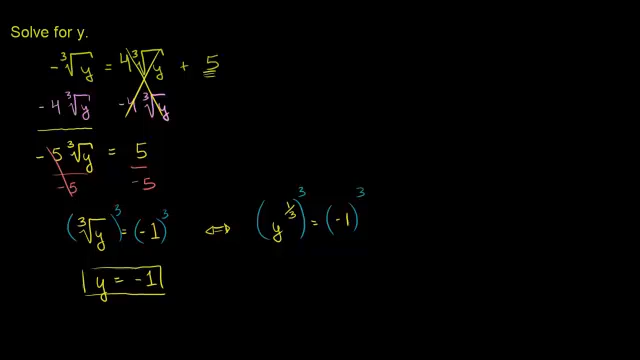 Solve for y.
-∛y = 4∛y + 5
-4∛y -4∛y
-5∛y = 5
-5 -5
(∛y)³ = (-1)³ ⇔ (y^(1/3))³ = (-1)³
y = -1